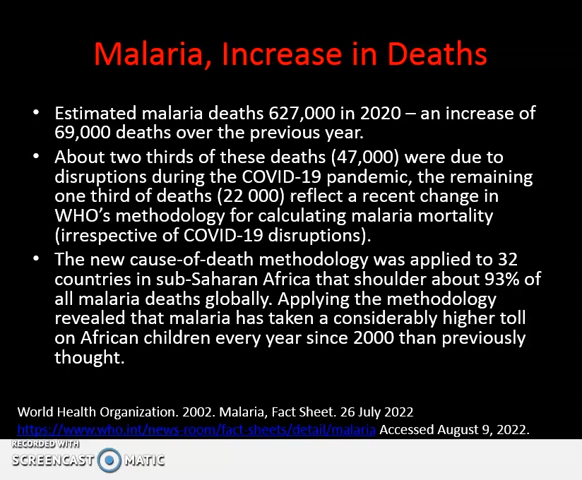 Malaria, Increase in Deaths
• Estimated malaria deaths 627,000 in 2020 – an increase of
69,000 deaths over the previous year.
• About two thirds of these deaths (47,000) were due to
disruptions during the COVID-19 pandemic, the remaining
one third of deaths (22 000) reflect a recent change in
WHO's methodology for calculating malaria mortality
(irrespective of COVID-19 disruptions).
• The new cause-of-death methodology was applied to 32
countries in sub-Saharan Africa that shoulder about 93% of
all malaria deaths globally. Applying the methodology
revealed that malaria has taken a considerably higher toll
on African children every year since 2000 than previously
thought.
World Health Organization. 2002. Malaria, Fact Sheet. 26 July 2022
https://www.who.int/news-room/fact-sheets/detail/malaria Accessed August 9, 2022.
RECORDED WITH
SCREENCAST MATIC